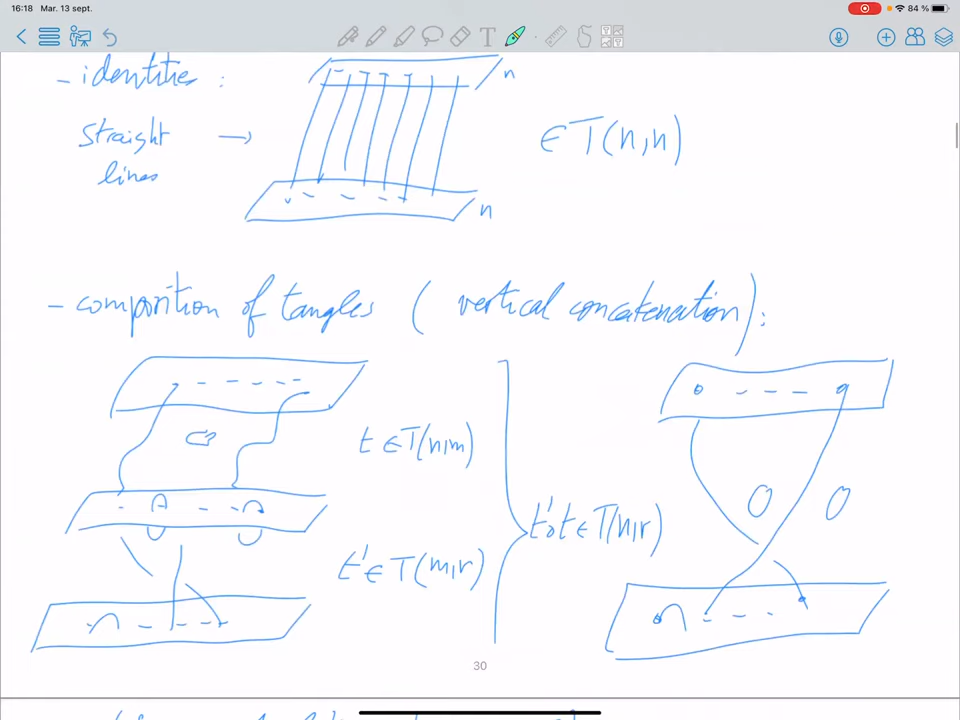 16:18 Mar. 13 sept.
84 %
- identities :
n
straight →
lines
∈ T(n,n)
n
- composition of tangles ( vertical concatenation ) :
t ∈ T(n,m)
t'∘t ∈ T(n,r)
t' ∈ T(m,r)
30